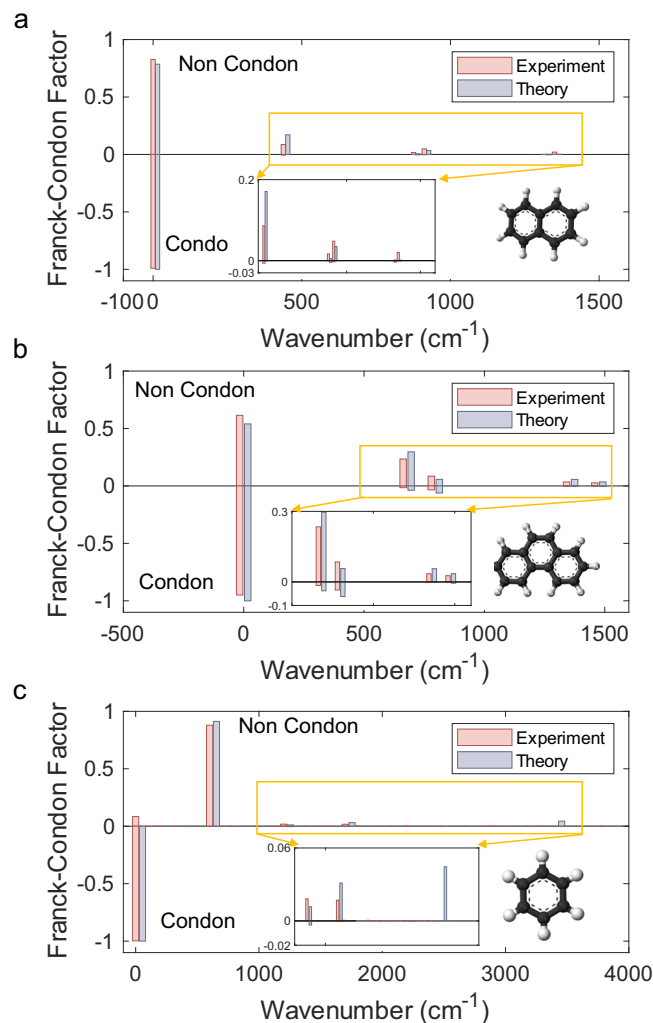 a
Franck-Condon Factor
1
0.5
0
-0.5
-1
Non Condon
Condo
Experiment
Theory
0.2
0
-0.03
-1000
500
1000
1500
Wavenumber (cm-1)
b
Franck-Condon Factor
1
0.5
0
-0.5
-1
Non Condon
Condon
Experiment
Theory
0.3
0
-0.1
-500
0
500
1000
1500
Wavenumber (cm-1)
c
Franck-Condon Factor
1
0.5
0
-0.5
-1
Non Condon
Condon
Experiment
Theory
0.06
0
-0.02
0
1000
2000
3000
4000
Wavenumber (cm-1)